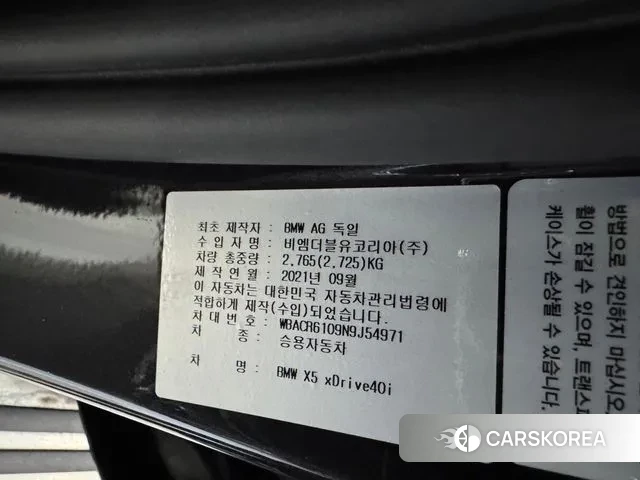 최초 제작자 : BMW AG 독일
수 입 자 명 : 비엠더블유코리아(주)
차량 총중량 : 2,765(2,725)KG
제 작 연 월 : 2021년 09월
이 자동차는 대한민국 자동차관리법령에
적합하게 제작(수입)되었습니다.
차 대 번 호 : WBACR6109N9J54971
차 종 : 승용자동차
차 명 : BMW X5 xDrive40i
방법으로 견인하지 마십시오.
휠이 잠길 수 있으며, 트랜스
케이스가 손상될 수 있습니다.
CARSKOREA